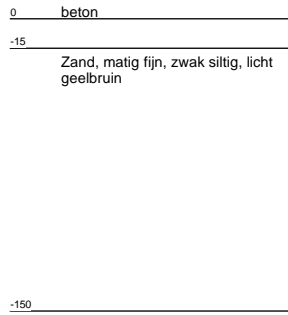 0 beton
-15
Zand, matig fijn, zwak siltig, licht
geelbruin
-150